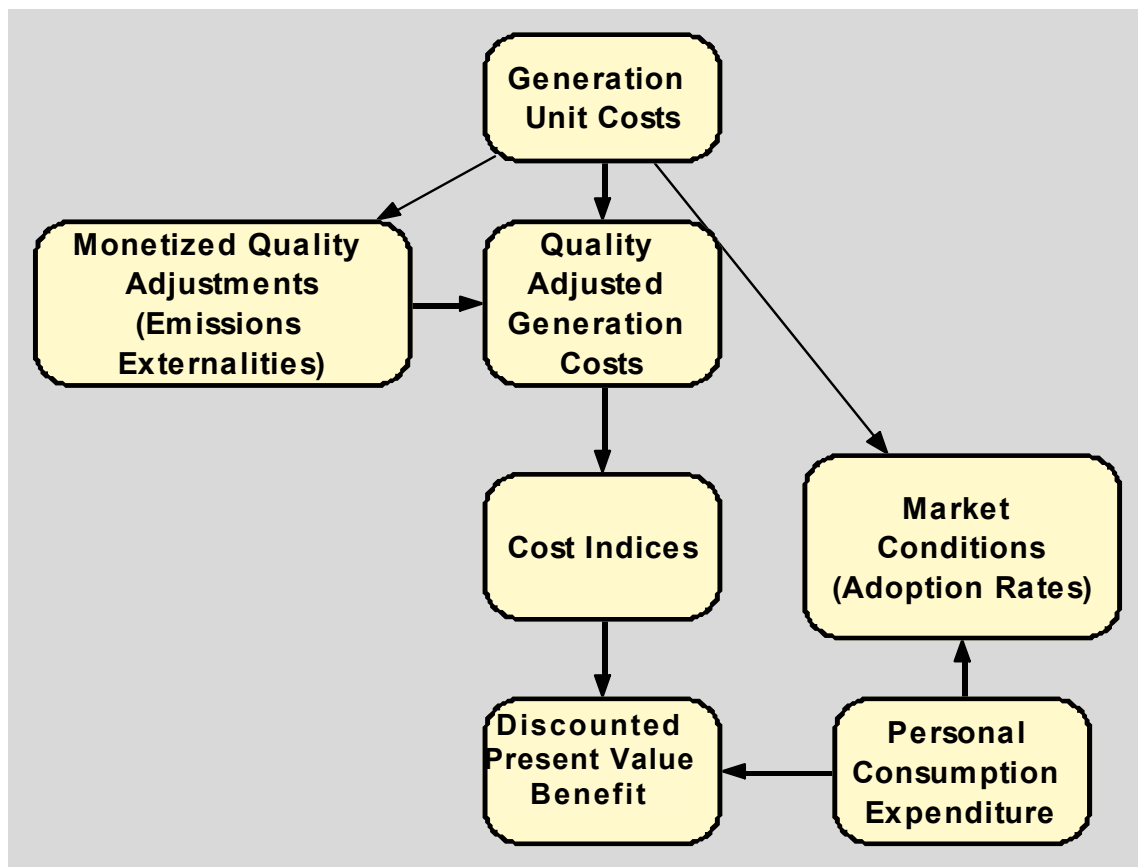 Generation
Unit Costs
Monetized Quality
Adjustments
(Emissions
Externalities)
Quality
Adjusted
Generation
Costs
Cost Indices
Market
Conditions
(Adoption Rates)
Discounted
Present Value
Benefit
Personal
Consumption
Expenditure